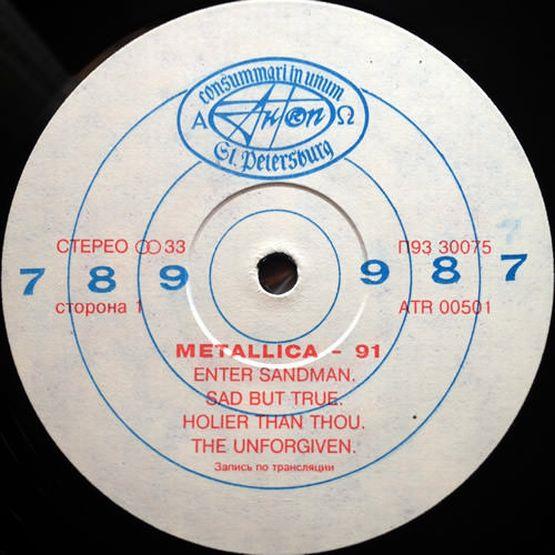 consummari in unum
Α Антоп Ω
St. Petersburg
СТЕРЕО 33
П93 30075
7 8 9 9 8 7
сторона 1
ATR 00501
METALLICA - 91
ENTER SANDMAN.
SAD BUT TRUE.
HOLIER THAN THOU.
THE UNFORGIVEN.
Запись по трансляции